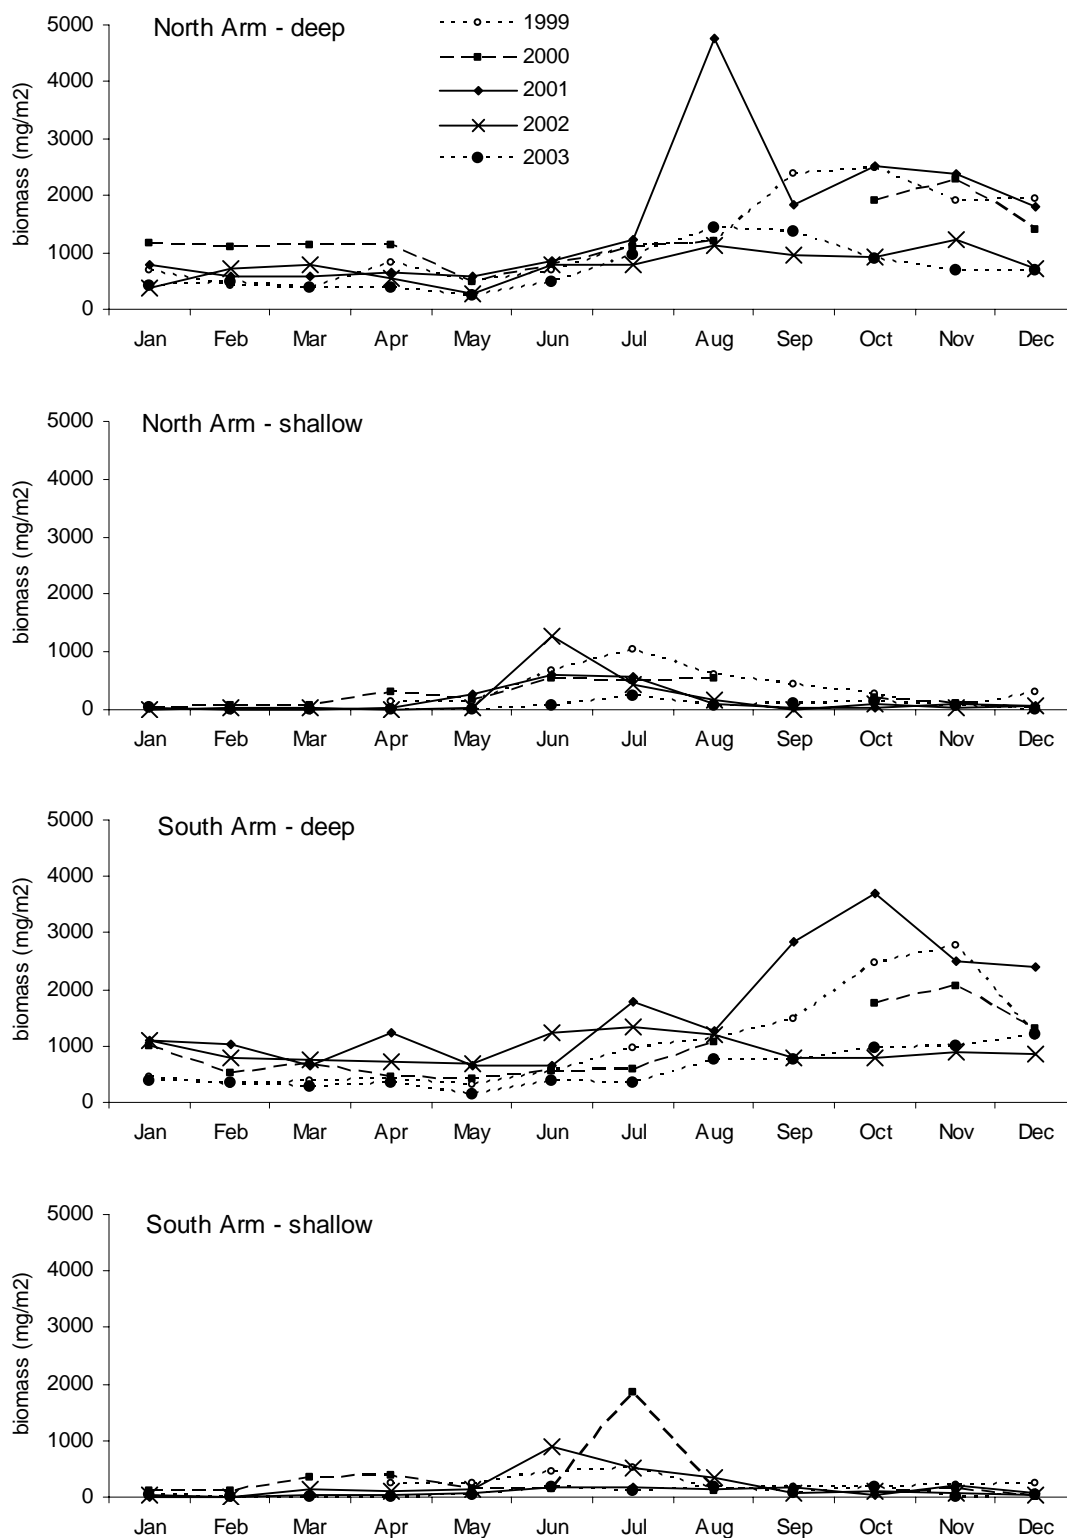 North Arm - deep
1999
2000
2001
2002
2003
biomass (mg/m2)
5000
4000
3000
2000
1000
0
Jan Feb Mar Apr May Jun Jul Aug Sep Oct Nov Dec
North Arm - shallow
biomass (mg/m2)
5000
4000
3000
2000
1000
0
Jan Feb Mar Apr May Jun Jul Aug Sep Oct Nov Dec
South Arm - deep
biomass (mg/m2)
5000
4000
3000
2000
1000
0
Jan Feb Mar Apr May Jun Jul Aug Sep Oct Nov Dec
South Arm - shallow
biomass (mg/m2)
5000
4000
3000
2000
1000
0
Jan Feb Mar Apr May Jun Jul Aug Sep Oct Nov Dec